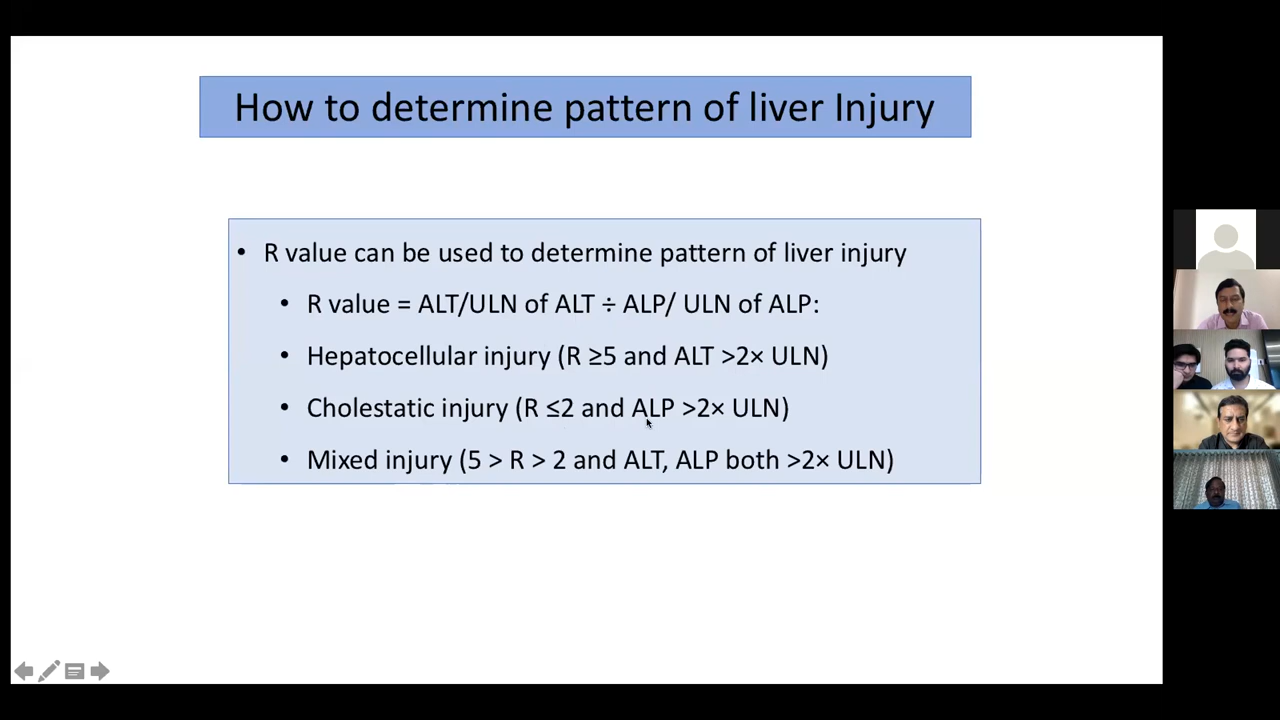 How to determine pattern of liver Injury
• R value can be used to determine pattern of liver injury
• R value = ALT/ULN of ALT ÷ ALP/ ULN of ALP:
• Hepatocellular injury (R ≥5 and ALT >2× ULN)
• Cholestatic injury (R ≤2 and ALP >2× ULN)
• Mixed injury (5 > R > 2 and ALT, ALP both >2× ULN)